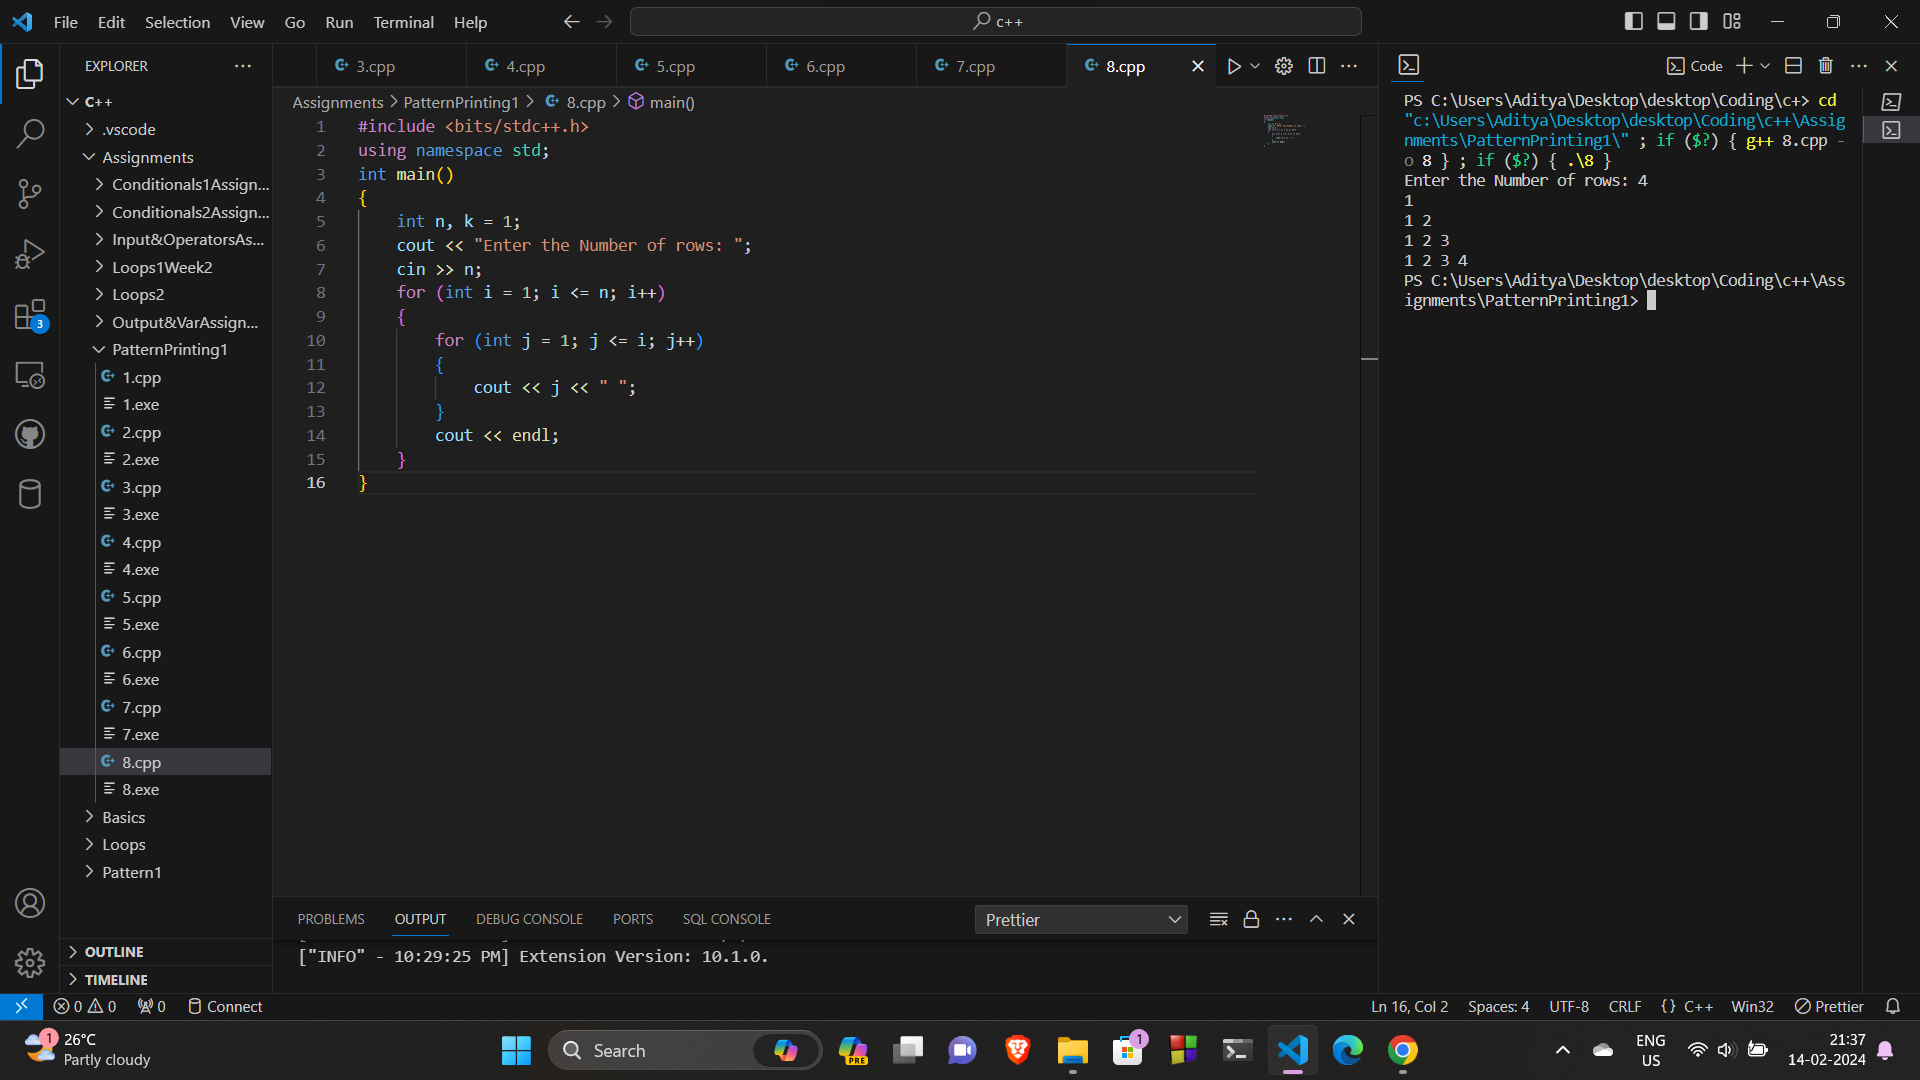 File Edit Selection View Go Run Terminal Help
c++
EXPLORER
C++
.vscode
Assignments
Conditionals1Assign...
Conditionals2Assign...
Input&OperatorsAs...
Loops1Week2
Loops2
Output&VarAssign...
PatternPrinting1
1.cpp
1.exe
2.cpp
2.exe
3.cpp
3.exe
4.cpp
4.exe
5.cpp
5.exe
6.cpp
6.exe
7.cpp
7.exe
8.cpp
8.exe
Basics
Loops
Pattern1
OUTLINE
TIMELINE
3
3.cpp 4.cpp 5.cpp 6.cpp 7.cpp 8.cpp
Assignments > PatternPrinting1 > 8.cpp > main()
1 #include <bits/stdc++.h>
2 using namespace std;
3 int main()
4 {
5 int n, k = 1;
6 cout << "Enter the Number of rows: ";
7 cin >> n;
8 for (int i = 1; i <= n; i++)
9 {
10 for (int j = 1; j <= i; j++)
11 {
12 cout << j << " ";
13 }
14 cout << endl;
15 }
16 }
Code
PS C:\Users\Aditya\Desktop\desktop\Coding\c+> cd
"c:\Users\Aditya\Desktop\desktop\Coding\c++\Assig
nments\PatternPrinting1\" ; if ($?) { g++ 8.cpp -
o 8 } ; if ($?) { .\8 }
Enter the Number of rows: 4
1
1 2
1 2 3
1 2 3 4
PS C:\Users\Aditya\Desktop\desktop\Coding\c++\Ass
ignments\PatternPrinting1>
PROBLEMS OUTPUT DEBUG CONSOLE PORTS SQL CONSOLE
Prettier
["INFO" - 10:29:25 PM] Extension Version: 10.1.0.
0 0 0 Connect
Ln 16, Col 2 Spaces: 4 UTF-8 CRLF {} C++ Win32 Prettier
1
26°C
Partly cloudy
Search
PRE
1
ENG
US
21:37
14-02-2024